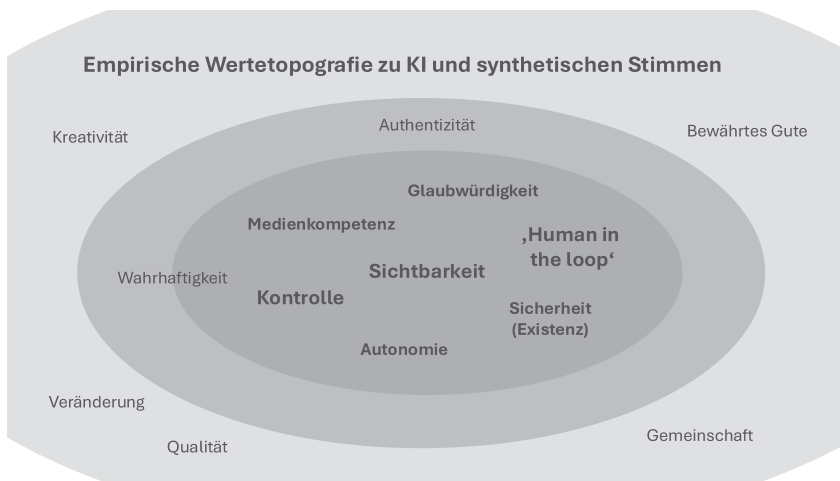 Empirische Wertetopografie zu KI und synthetischen Stimmen
Authentizität
Bewährtes Gute
Kreativität
Glaubwürdigkeit
Medienkompetenz
‚Human in
the loop‘
Sichtbarkeit
Wahrhaftigkeit
Kontrolle
Sicherheit
(Existenz)
Autonomie
Veränderung
Gemeinschaft
Qualität